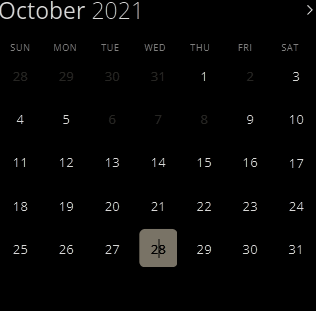 October 2021
SUN MON TUE WED THU FRI SAT
28 29 30 31 1 2 3
4 5 6 7 8 9 10
11 12 13 14 15 16 17
18 19 20 21 22 23 24
25 26 27 28 29 30 31